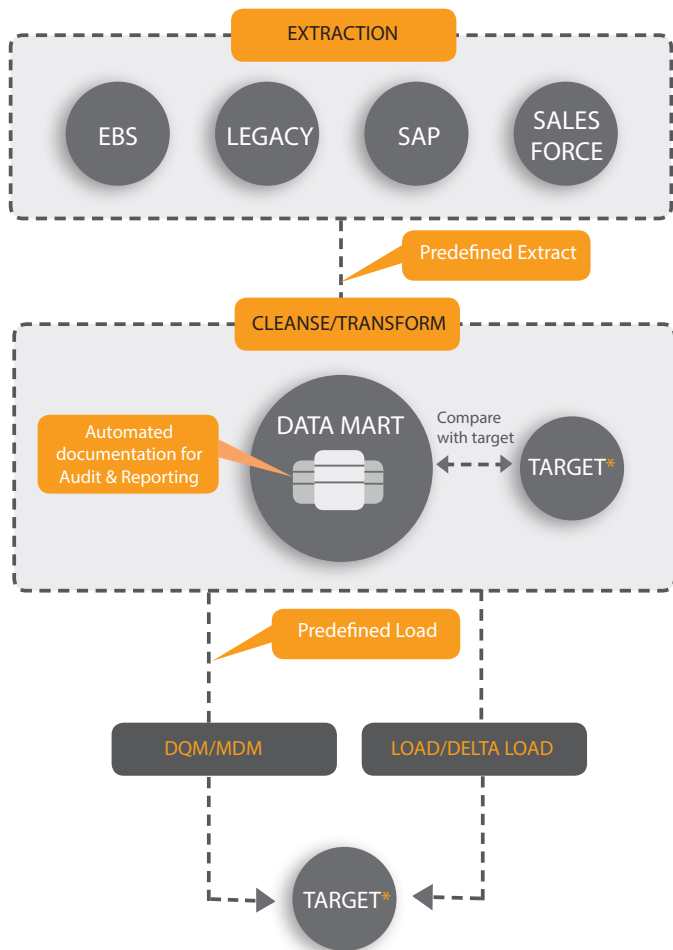 EXTRACTION
EBS
LEGACY
SAP
SALES
FORCE
Predefined Extract
CLEANSE/TRANSFORM
Automated
documentation for
Audit & Reporting
DATA MART
Compare
with target
TARGET*
Predefined Load
DQM/MDM
LOAD/DELTA LOAD
TARGET*